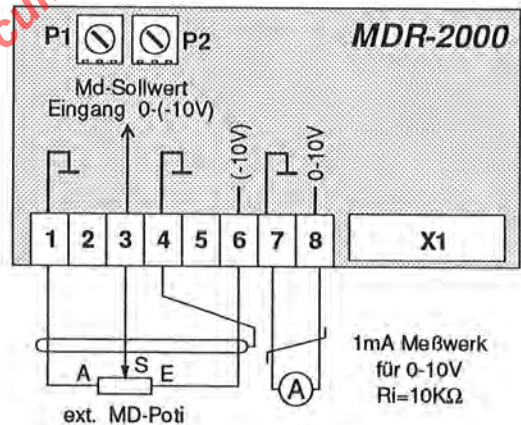 P1 P2 MDR-2000
Md-Sollwert
Eingang 0-(-10V)
(-10V)
0-10V
1 2 3 4 5 6 7 8 X1
A S E
A
1mA Meßwerk
für 0-10V
Ri=10KΩ
ext. MD-Poti